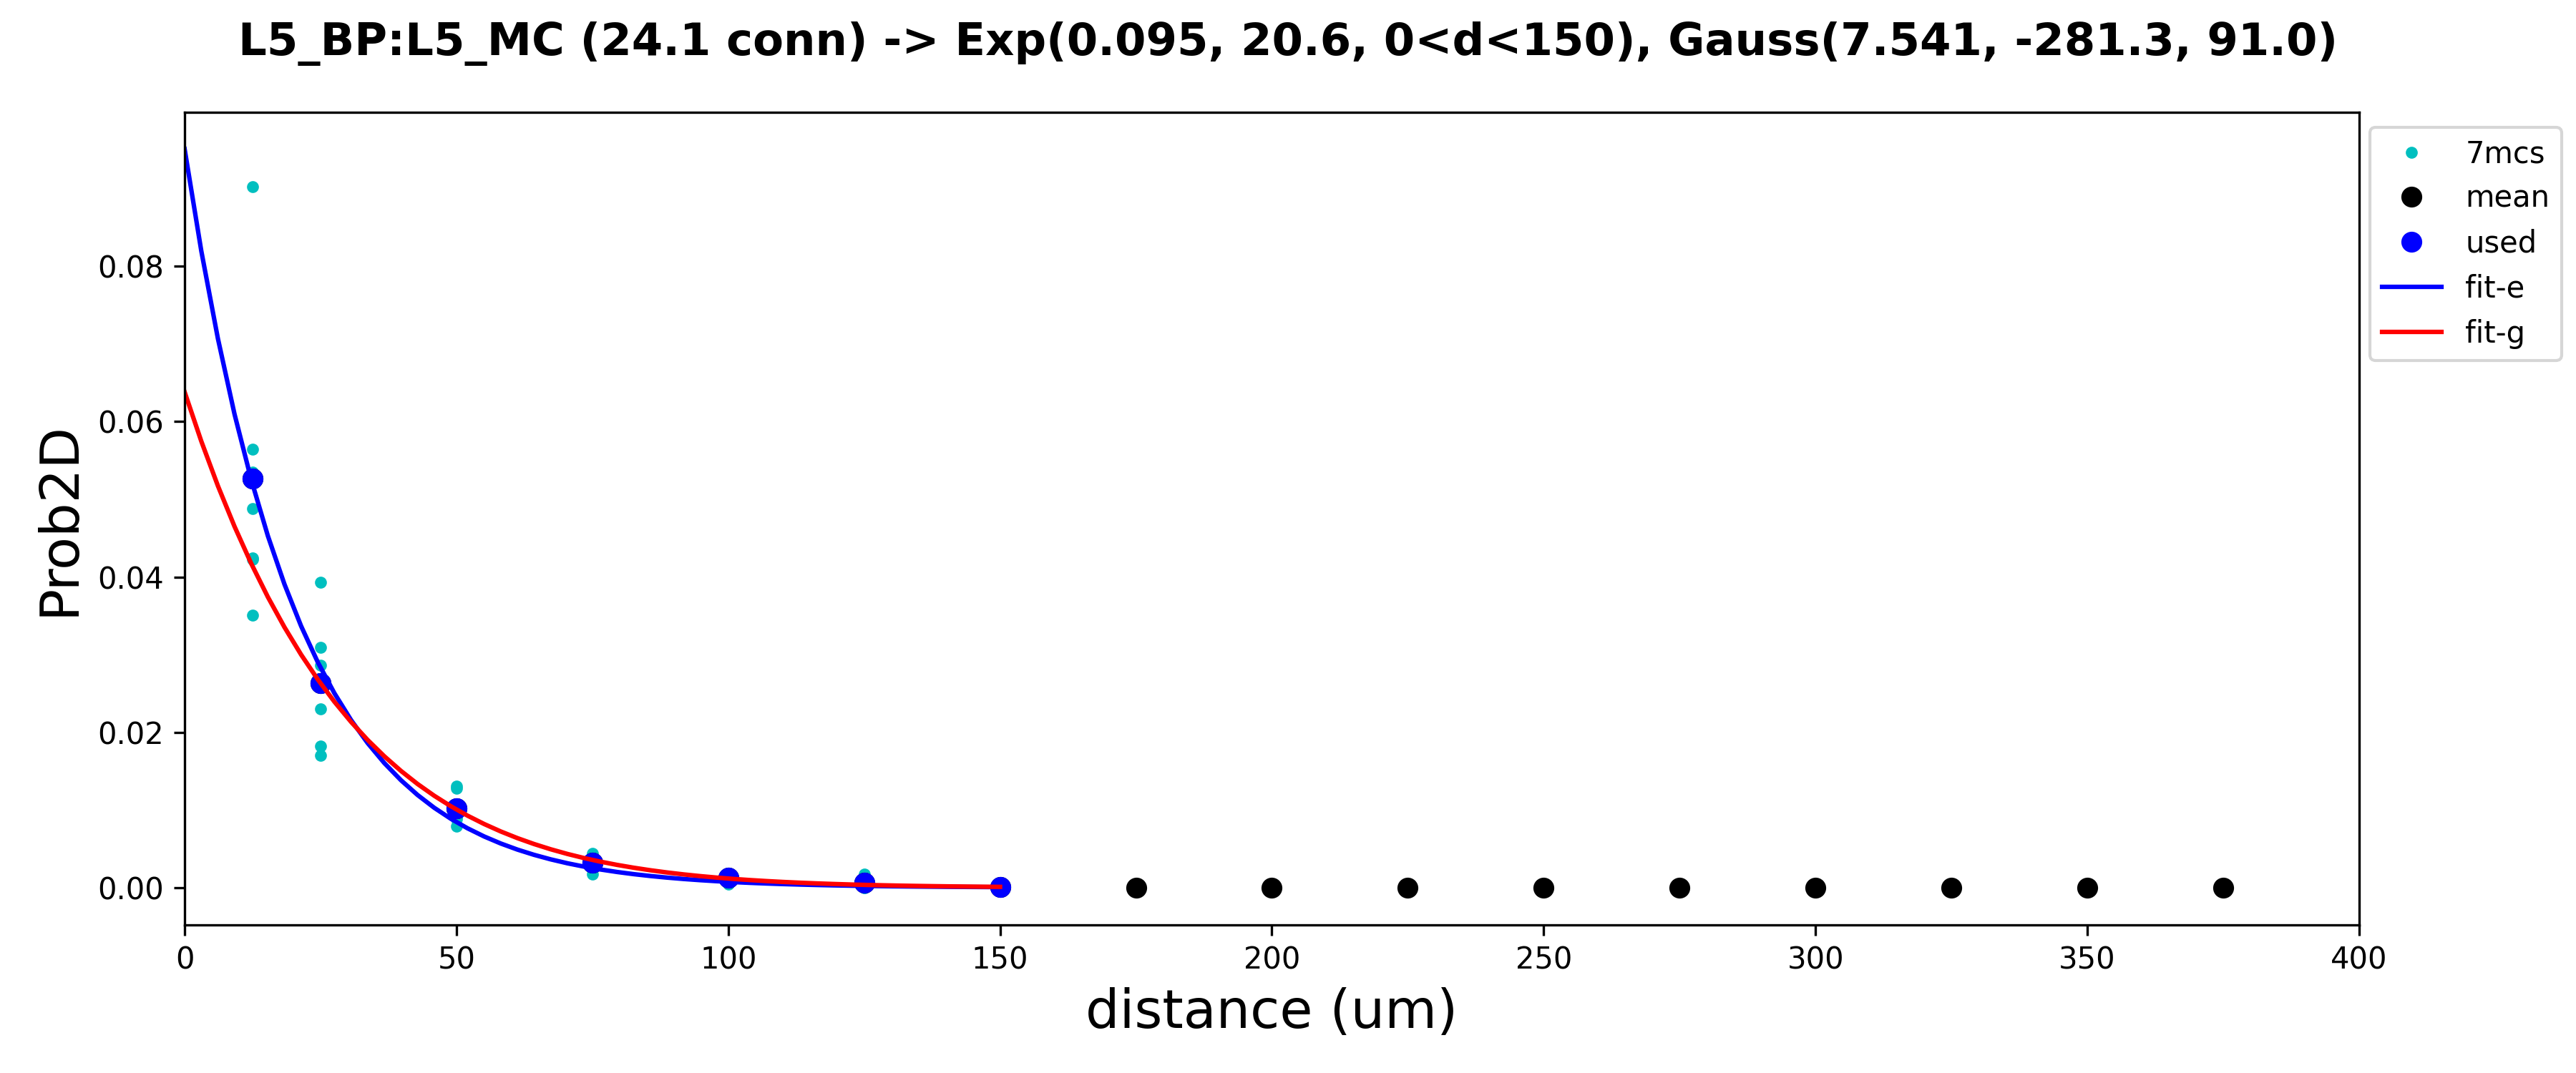 L5_BP:L5_MC (24.1 conn) -> Exp(0.095, 20.6, 0<d<150), Gauss(7.541, -281.3, 91.0)
7mcs
mean
used
fit-e
fit-g
Prob2D
0.08
0.06
0.04
0.02
0.00
0 50 100 150 200 250 300 350 400
distance (um)